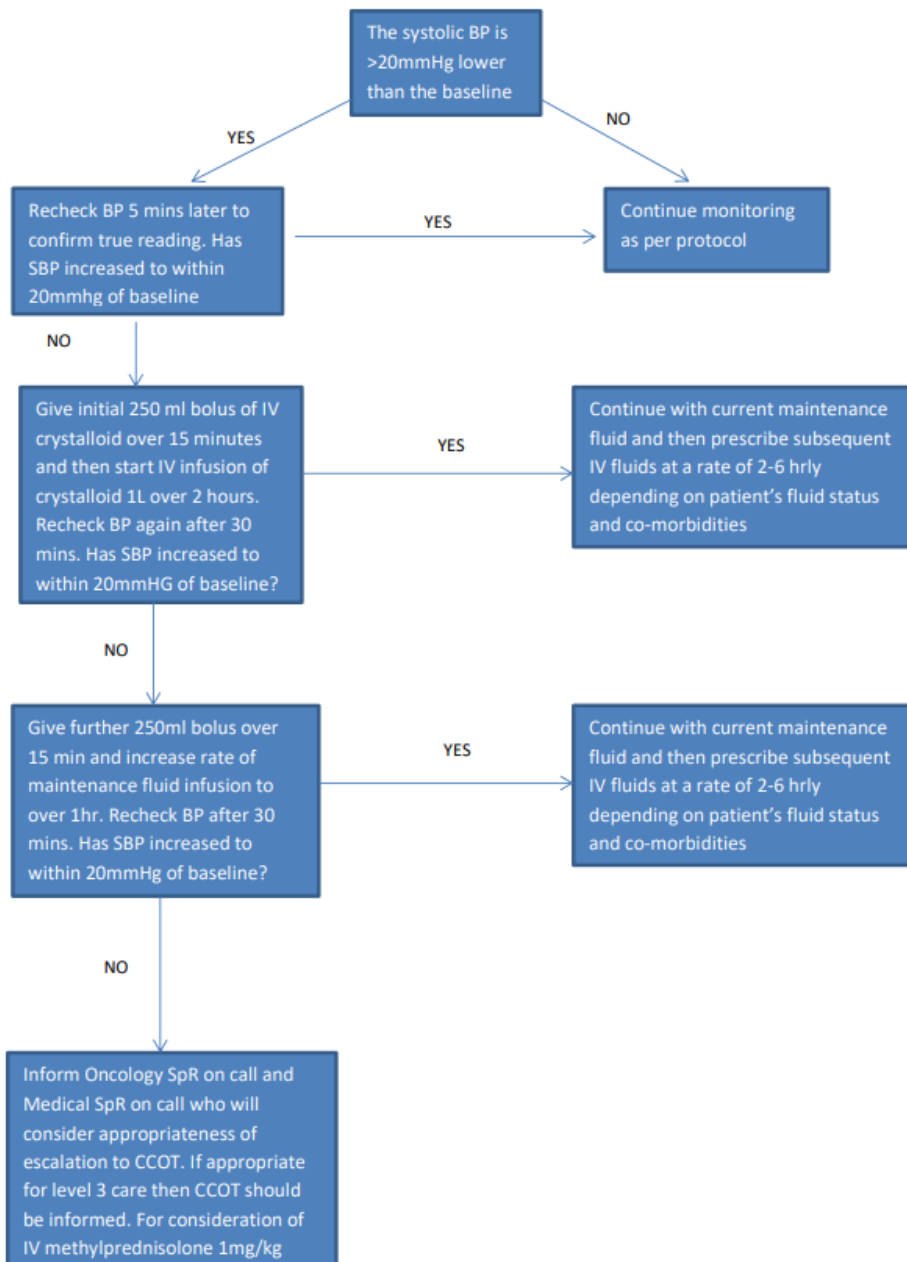 The systolic BP is
>20mmHg lower
than the baseline
YES
NO
Recheck BP 5 mins later to
confirm true reading. Has
SBP increased to within
20mmhg of baseline
YES
Continue monitoring
as per protocol
NO
Give initial 250 ml bolus of IV
crystalloid over 15 minutes
and then start IV infusion of
crystalloid 1L over 2 hours.
Recheck BP again after 30
mins. Has SBP increased to
within 20mmHG of baseline?
YES
Continue with current maintenance
fluid and then prescribe subsequent
IV fluids at a rate of 2-6 hrly
depending on patient's fluid status
and co-morbidities
NO
Give further 250ml bolus over
15 min and increase rate of
maintenance fluid infusion to
over 1hr. Recheck BP after 30
mins. Has SBP increased to
within 20mmHg of baseline?
YES
Continue with current maintenance
fluid and then prescribe subsequent
IV fluids at a rate of 2-6 hrly
depending on patient's fluid status
and co-morbidities
NO
Inform Oncology SpR on call and
Medical SpR on call who will
consider appropriateness of
escalation to CCOT. If appropriate
for level 3 care then CCOT should
be informed. For consideration of
IV methylprednisolone 1mg/kg